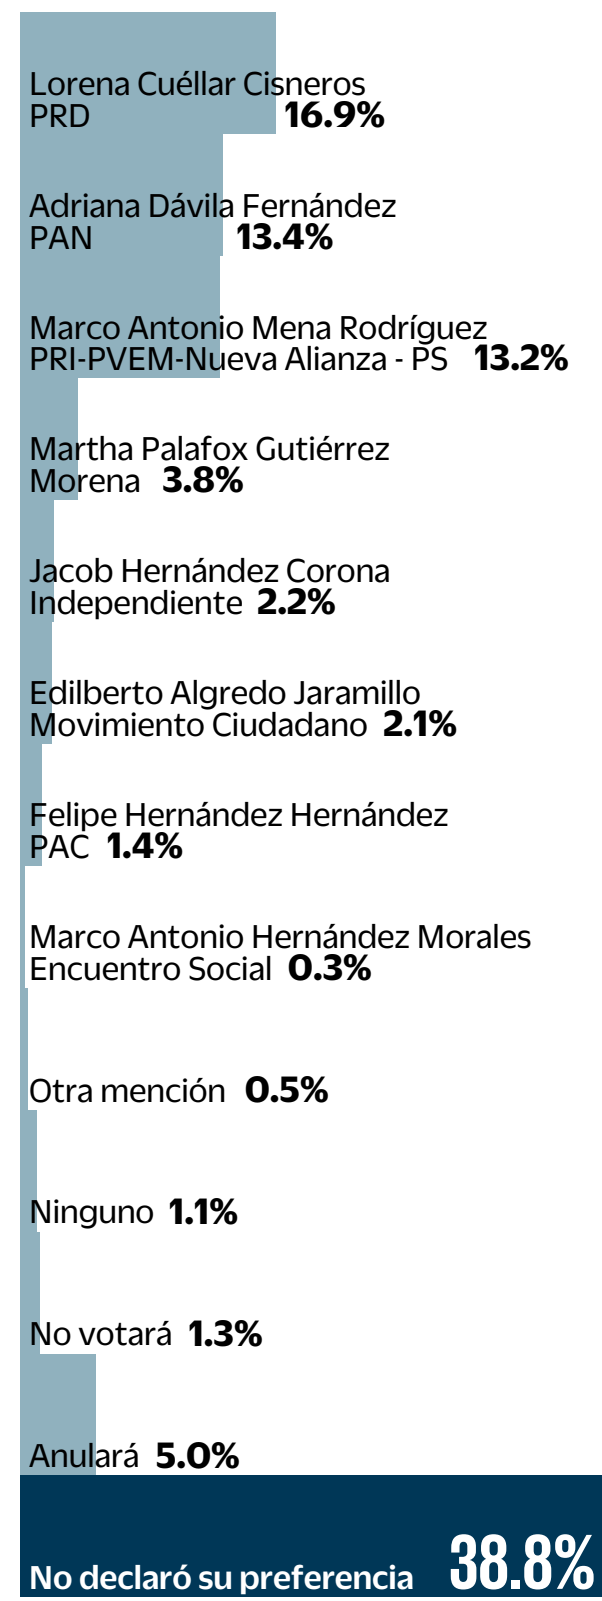 Lorena Cuéllar Cisneros
PRD 16.9%
Adriana Dávila Fernández
PAN 13.4%
Marco Antonio Mena Rodríguez
PRI-PVEM-Nueva Alianza - PS 13.2%
Martha Palafox Gutiérrez
Morena 3.8%
Jacob Hernández Corona
Independiente 2.2%
Edilberto Algredo Jaramillo
Movimiento Ciudadano 2.1%
Felipe Hernández Hernández
PAC 1.4%
Marco Antonio Hernández Morales
Encuentro Social 0.3%
Otra mención 0.5%
Ninguno 1.1%
No votará 1.3%
Anulará 5.0%
No declaró su preferencia 38.8%